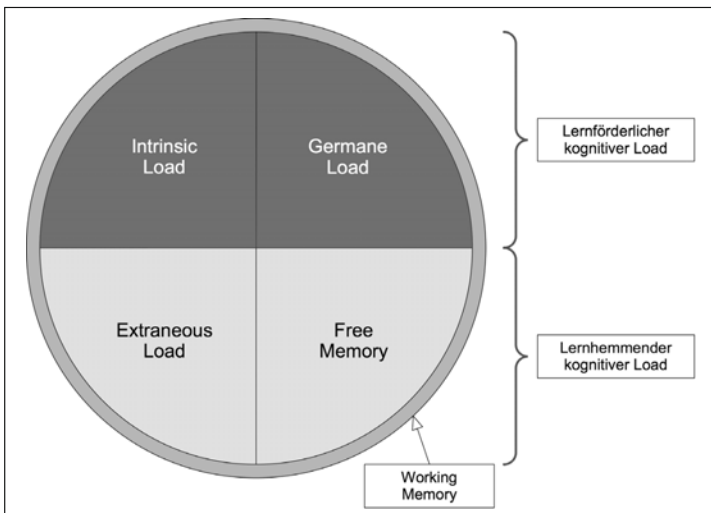 Intrinsic
Load
Germane
Load
Lernförderlicher
kognitiver Load
Extraneous
Load
Free
Memory
Lernhemmender
kognitiver Load
Working
Memory